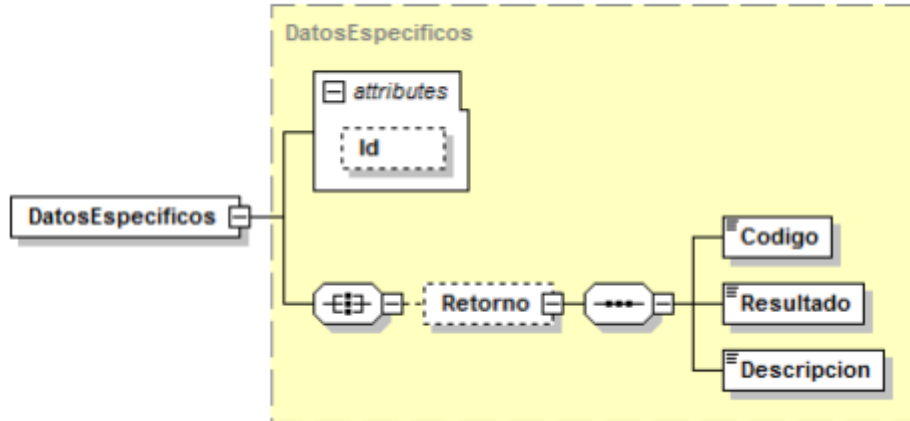 DatosEspecificos
attributes
Id
DatosEspecificos
Codigo
Retorno
Resultado
Descripcion